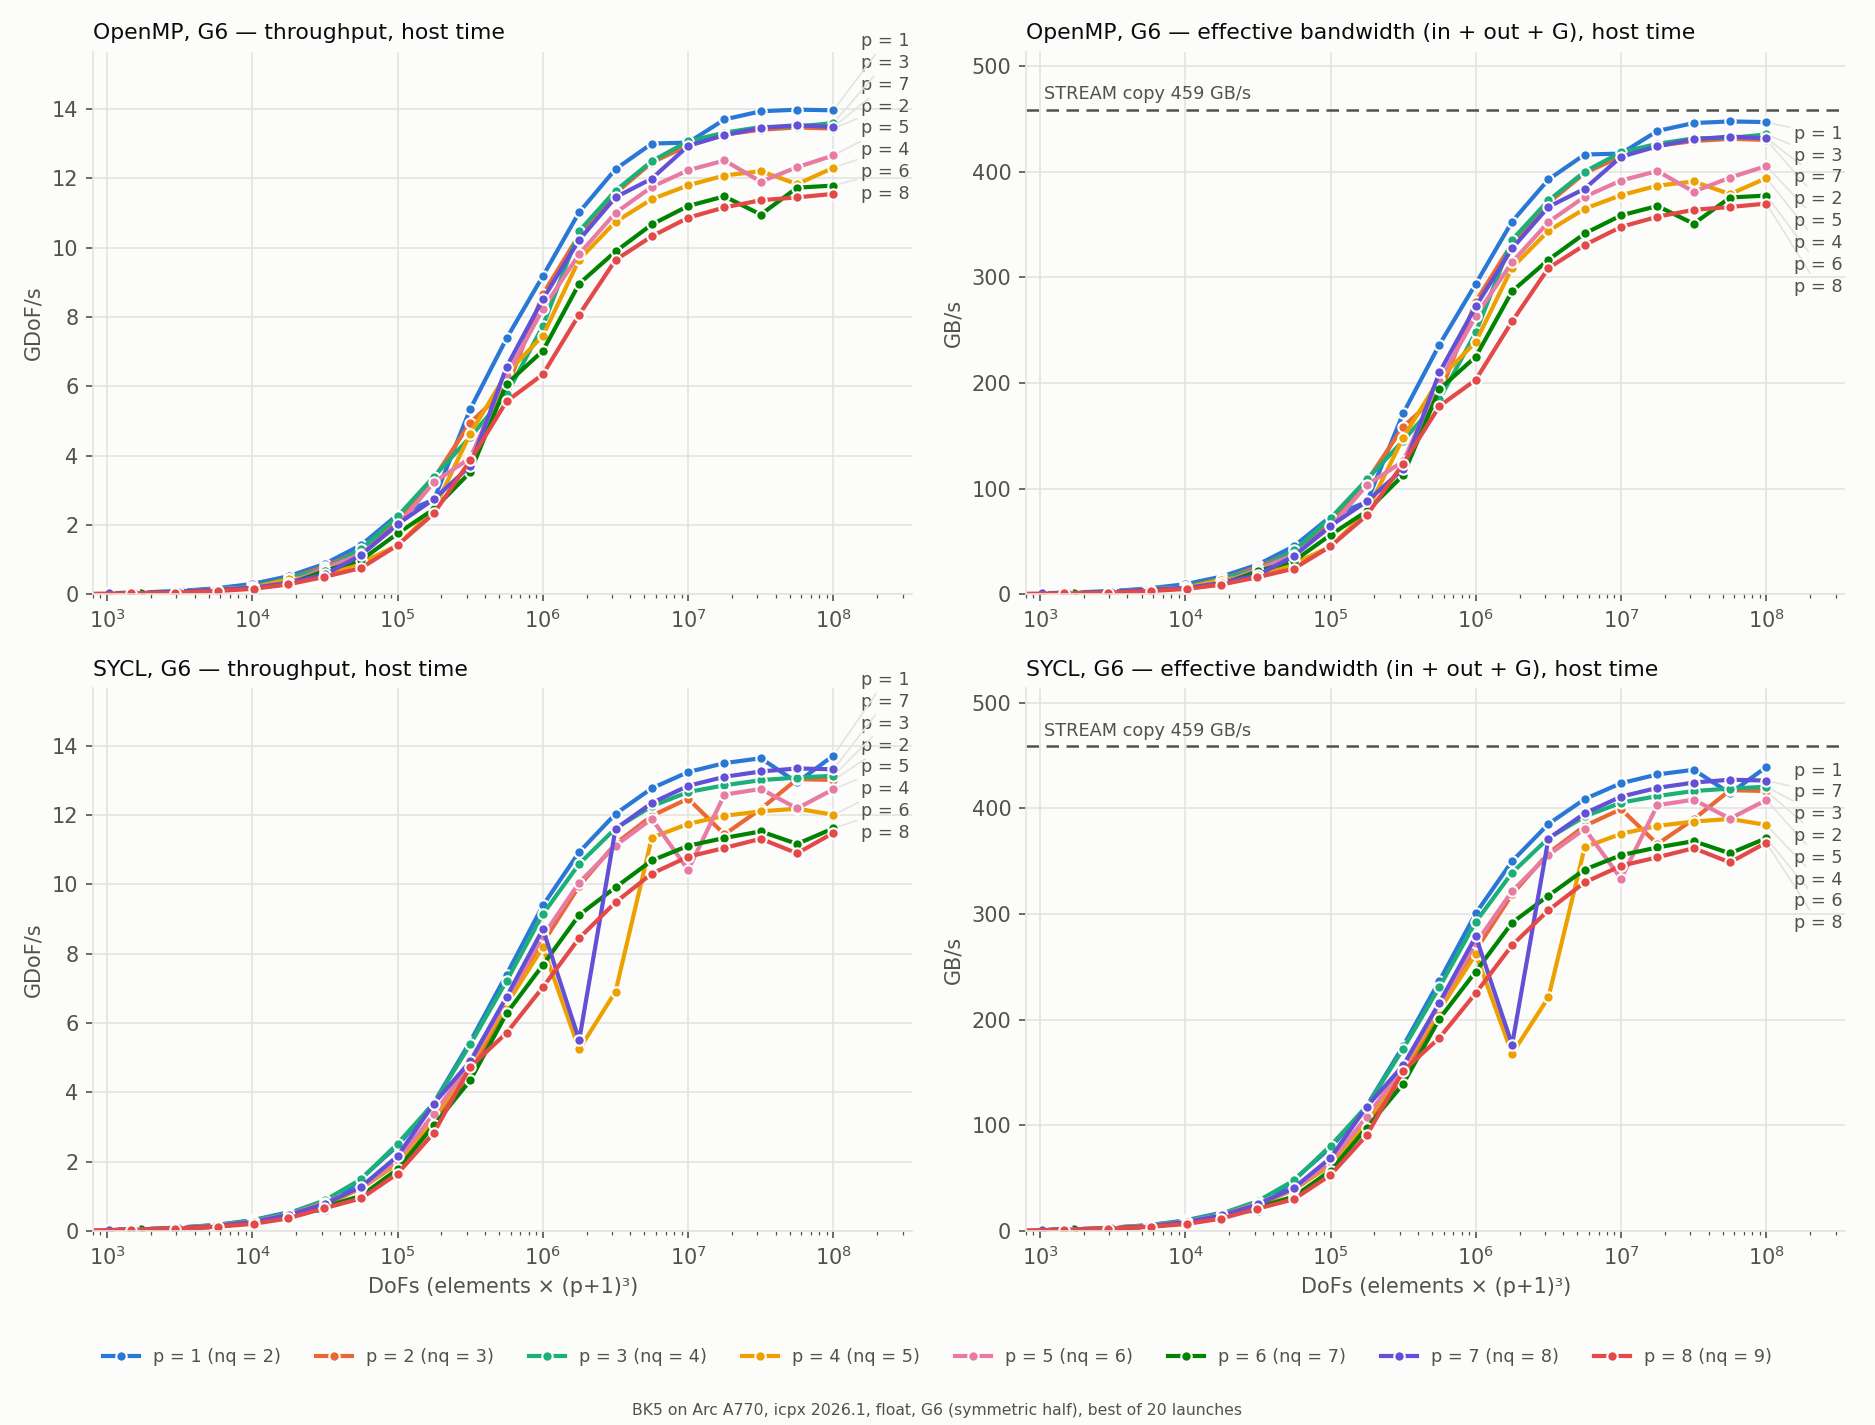 OpenMP, G6 — throughput, host time
p = 1
p = 3
p = 7
p = 2
p = 5
p = 4
p = 6
p = 8
GDoF/s
14
12
10
8
6
4
2
0
10³
10⁴
10⁵
10⁶
10⁷
10⁸
OpenMP, G6 — effective bandwidth (in + out + G), host time
STREAM copy 459 GB/s
p = 1
p = 3
p = 7
p = 2
p = 5
p = 4
p = 6
p = 8
GB/s
500
400
300
200
100
0
10³
10⁴
10⁵
10⁶
10⁷
10⁸
SYCL, G6 — throughput, host time
p = 1
p = 7
p = 3
p = 2
p = 5
p = 4
p = 6
p = 8
GDoF/s
14
12
10
8
6
4
2
0
10³
10⁴
10⁵
10⁶
10⁷
10⁸
DoFs (elements × (p+1)³)
SYCL, G6 — effective bandwidth (in + out + G), host time
STREAM copy 459 GB/s
p = 1
p = 7
p = 3
p = 2
p = 5
p = 4
p = 6
p = 8
GB/s
500
400
300
200
100
0
10³
10⁴
10⁵
10⁶
10⁷
10⁸
DoFs (elements × (p+1)³)
p = 1 (nq = 2)
p = 2 (nq = 3)
p = 3 (nq = 4)
p = 4 (nq = 5)
p = 5 (nq = 6)
p = 6 (nq = 7)
p = 7 (nq = 8)
p = 8 (nq = 9)
BK5 on Arc A770, icpx 2026.1, float, G6 (symmetric half), best of 20 launches